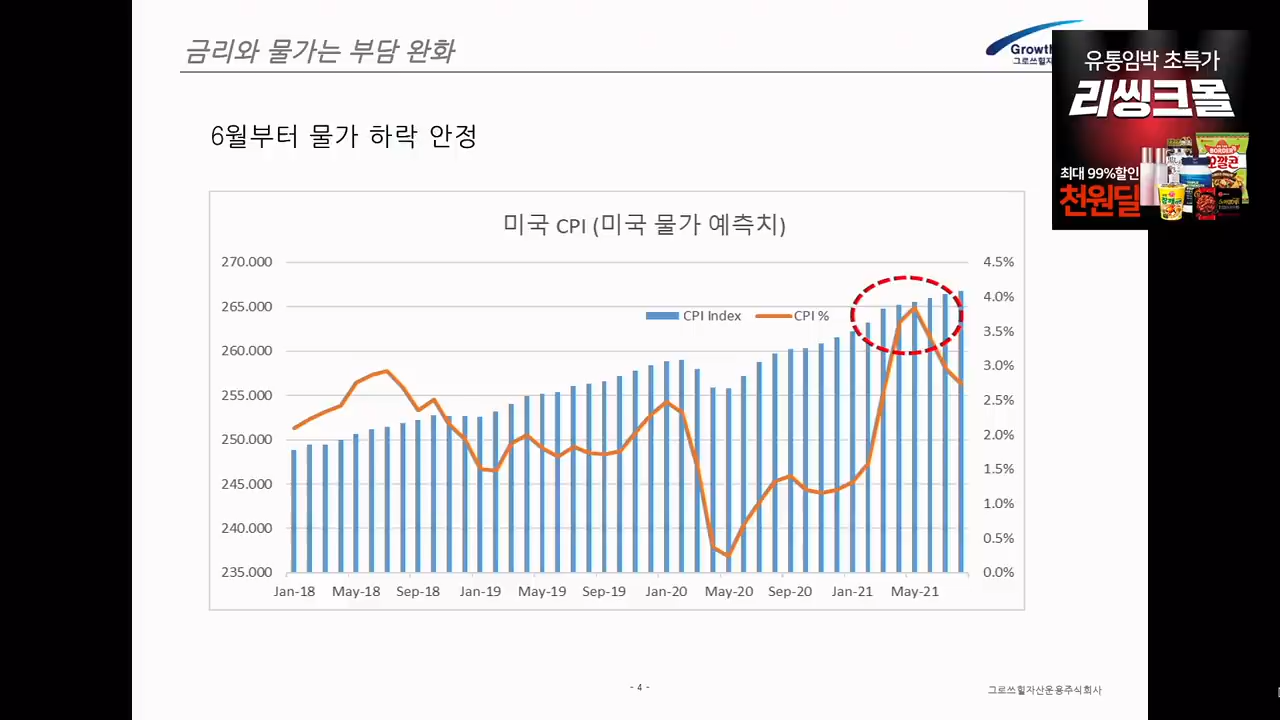 금리와 물가는 부담 완화
Growth
그로쓰힐자
유통임박 초특가
리씽크몰
최대 99%할인
천원딜
6월부터 물가 하락 안정
미국 CPI (미국 물가 예측치)
CPI Index CPI %
270.000 4.5%
265.000 4.0%
260.000 3.5%
255.000 3.0%
250.000 2.5%
245.000 2.0%
240.000 1.5%
235.000 1.0%
0.5%
0.0%
Jan-18 May-18 Sep-18 Jan-19 May-19 Sep-19 Jan-20 May-20 Sep-20 Jan-21 May-21
- 4 -
그로쓰힐자산운용주식회사